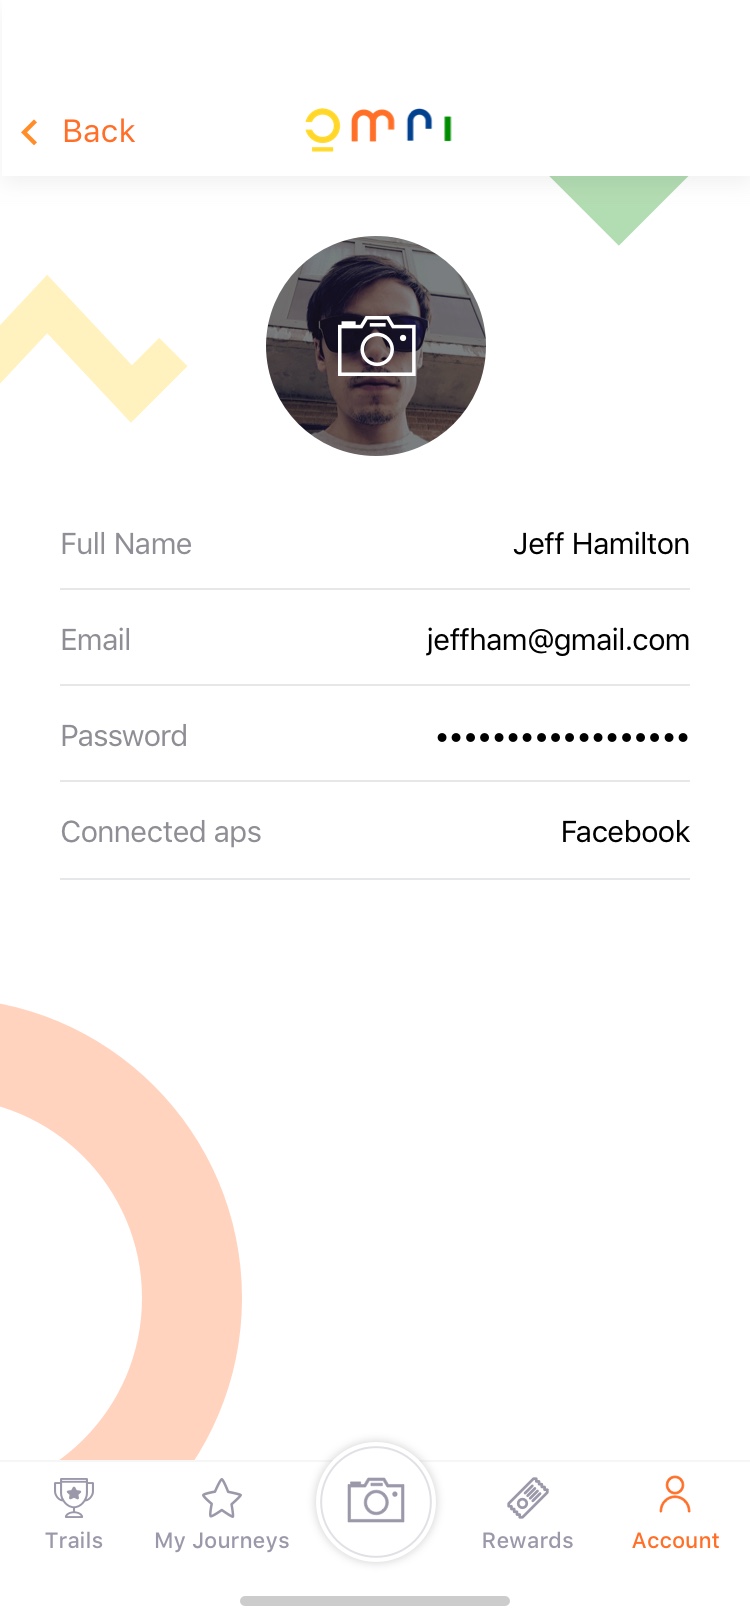 Back
omni
Full Name Jeff Hamilton
Email jeffham@gmail.com
Password ••••••••••••••••••
Connected aps Facebook
Trails My Journeys Rewards Account